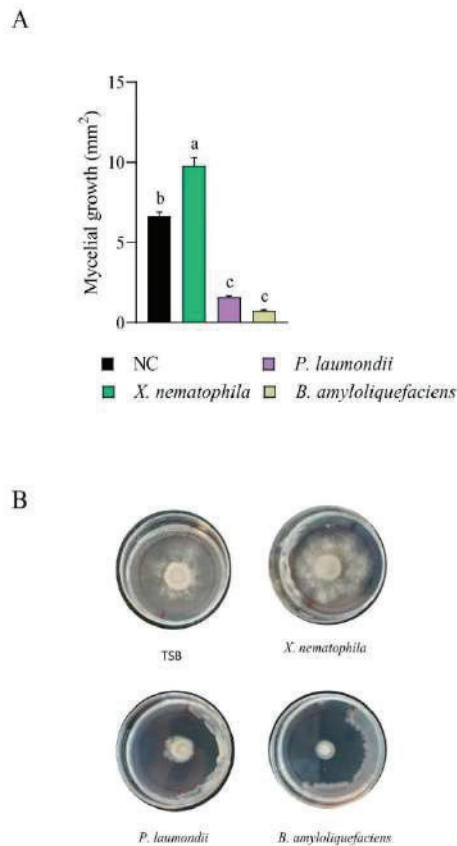 A
15
10
5
0
Mycelial growth (mm²)
b
a
c
c
NC
P. laumondii
X. nematophila
B. amyloliquefaciens
B
TSB
X. nematophila
P. laumondii
B. amyloliquefaciens